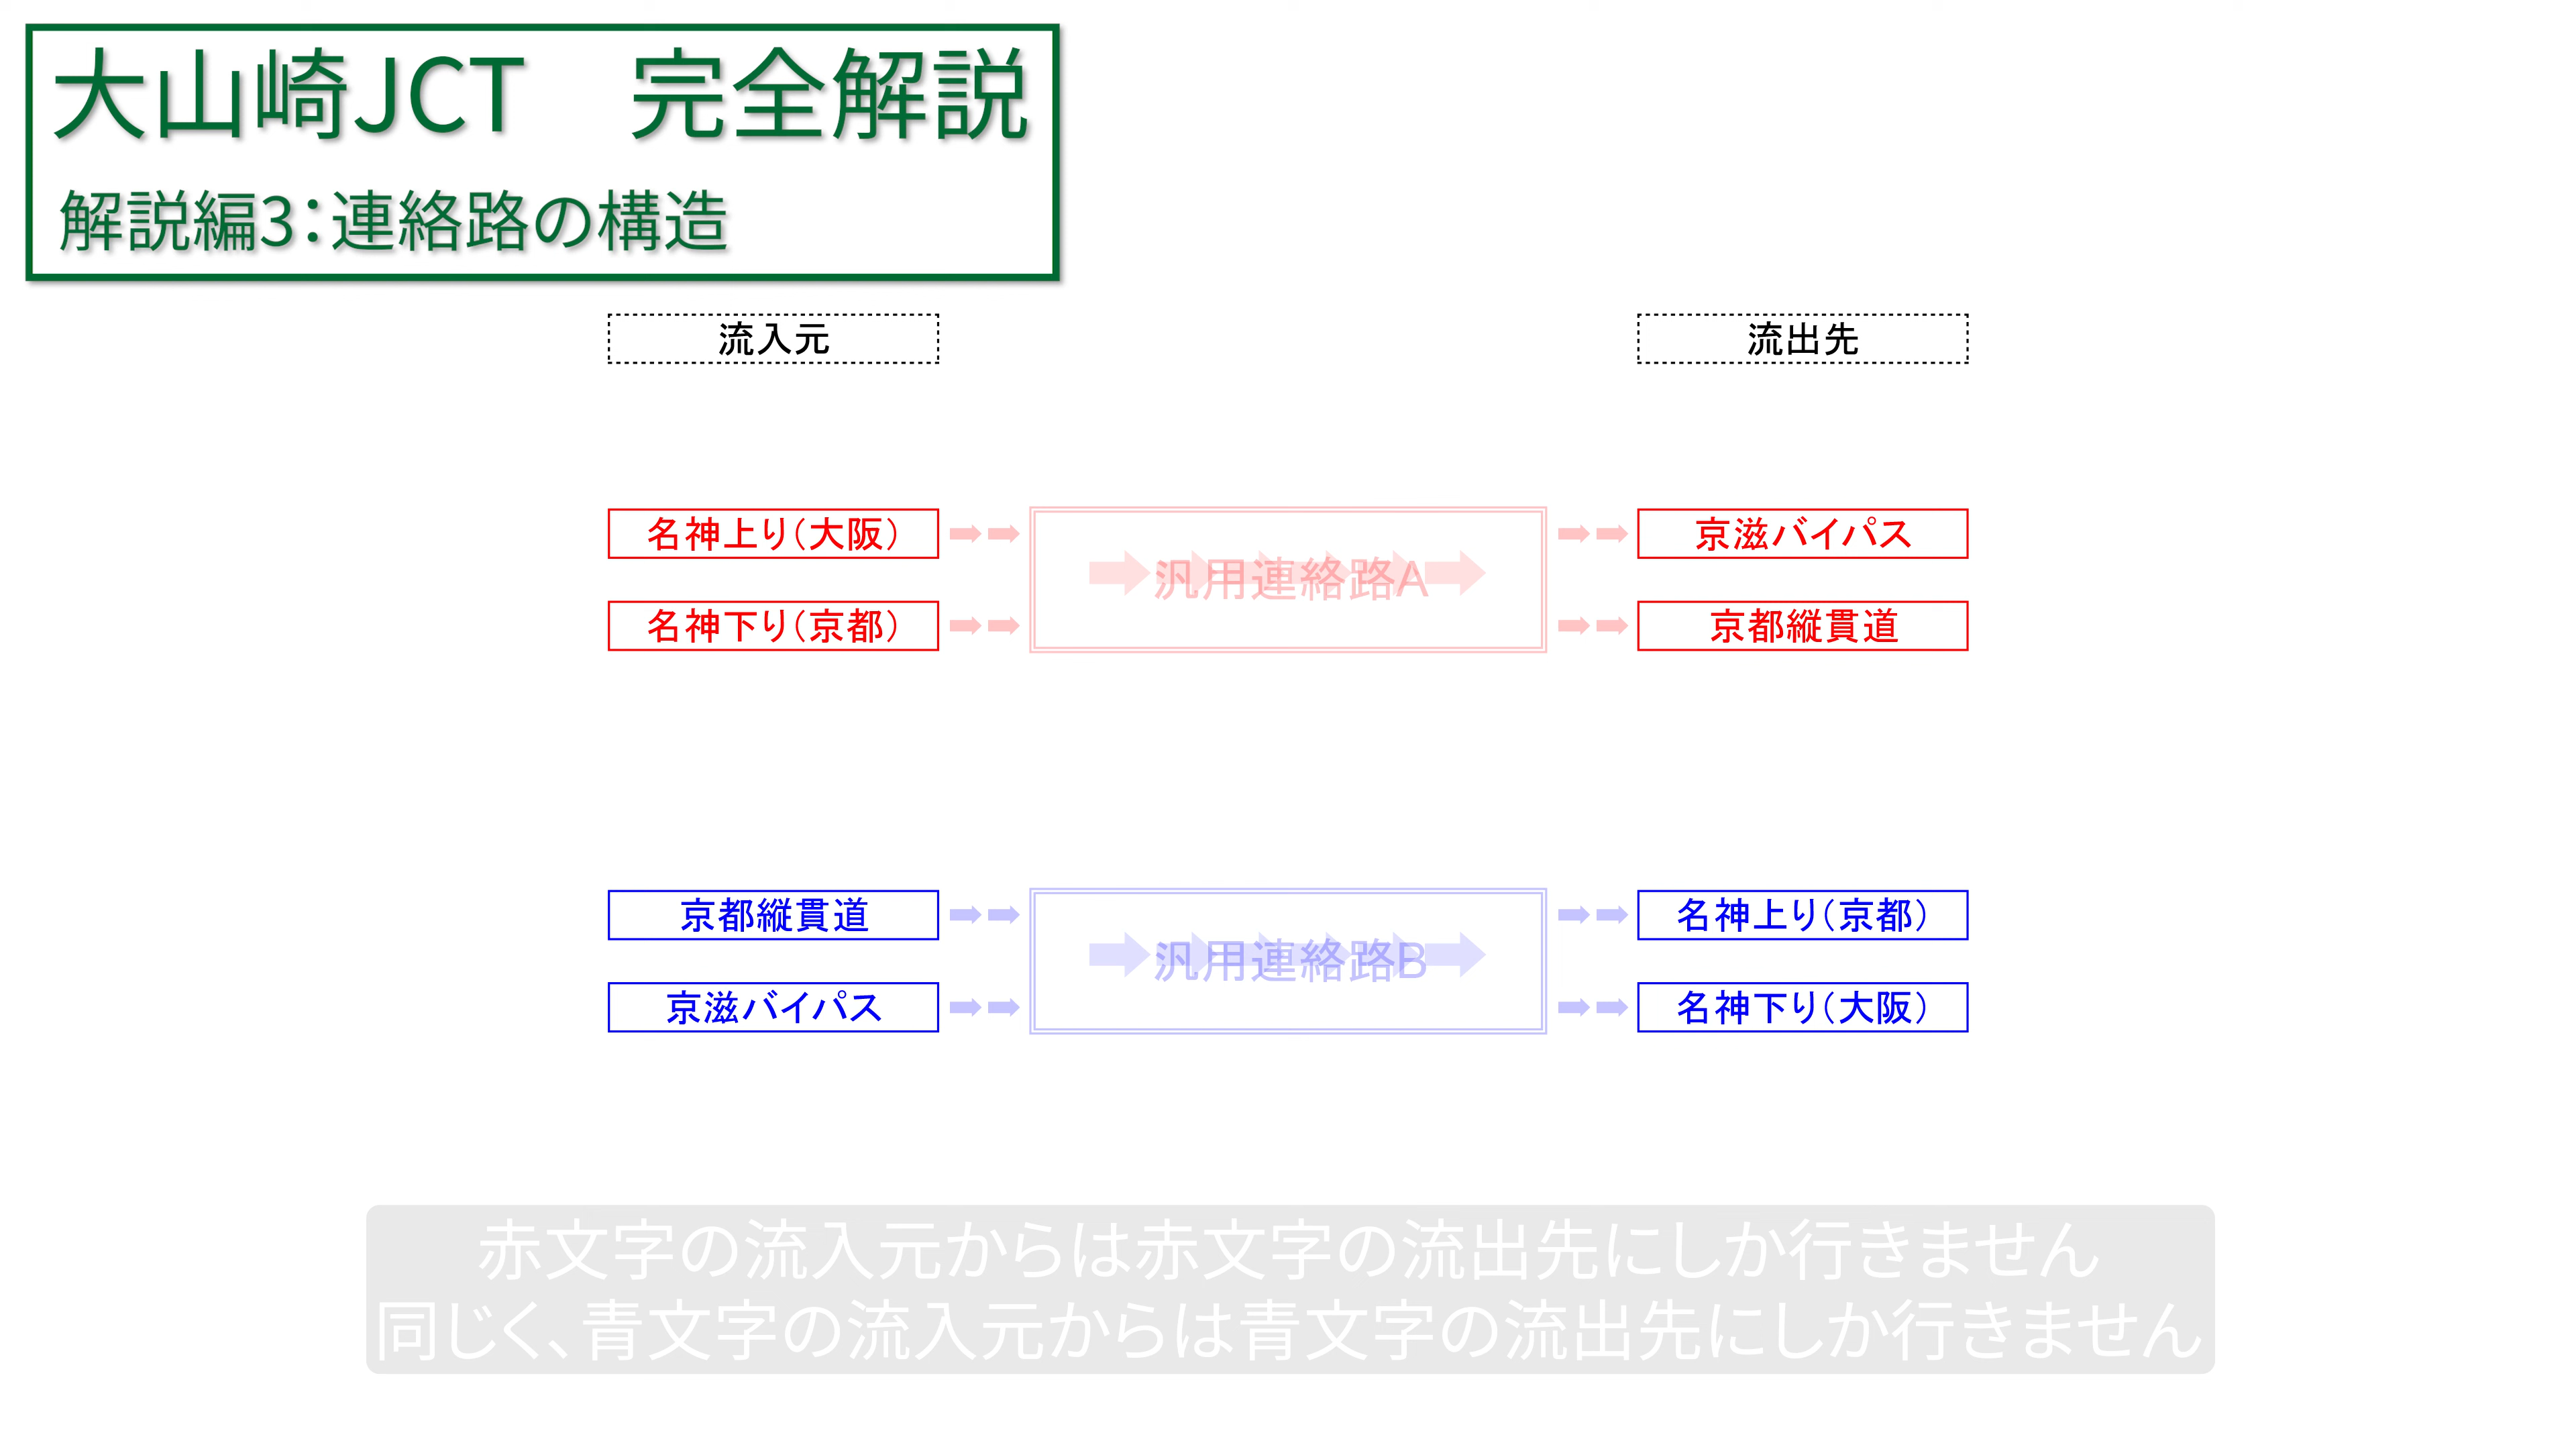 大山崎JCT　完全解説
解説編3：連絡路の構造
流入元
流出先
名神上り（大阪）
京滋バイパス
汎用連絡路A
名神下り（京都）
京都縦貫道
京都縦貫道
名神上り（京都）
汎用連絡路B
京滋バイパス
名神下り（大阪）
赤文字の流入元からは赤文字の流出先にしか行きません
同じく、青文字の流入元からは青文字の流出先にしか行きません